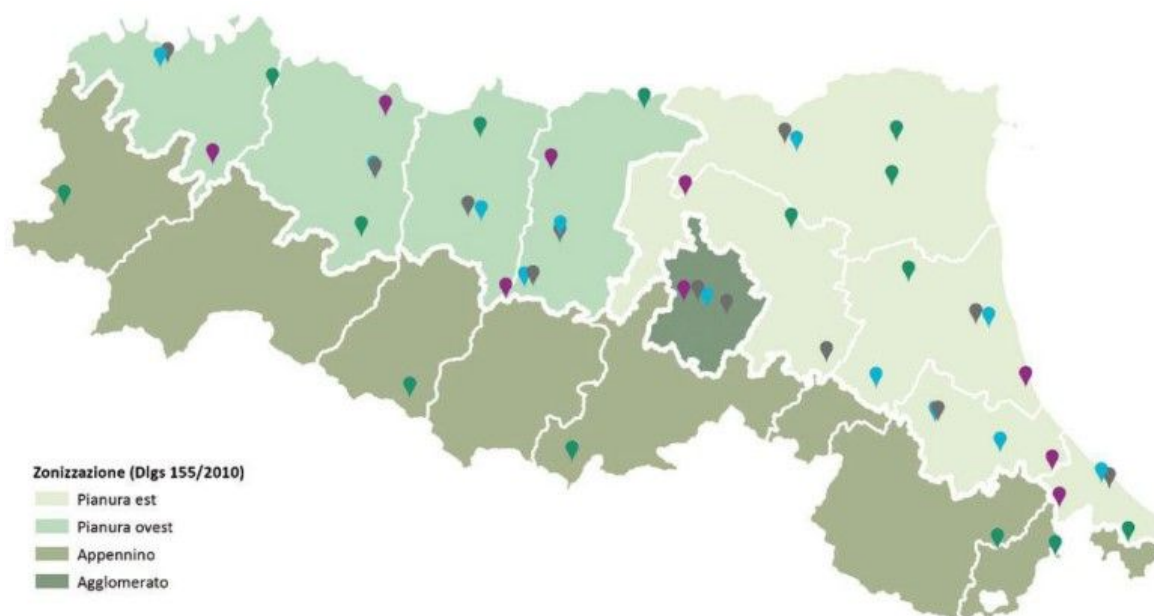 Zonizzazione (Dlgs 155/2010)
Pianura est
Pianura ovest
Appennino
Agglomerato